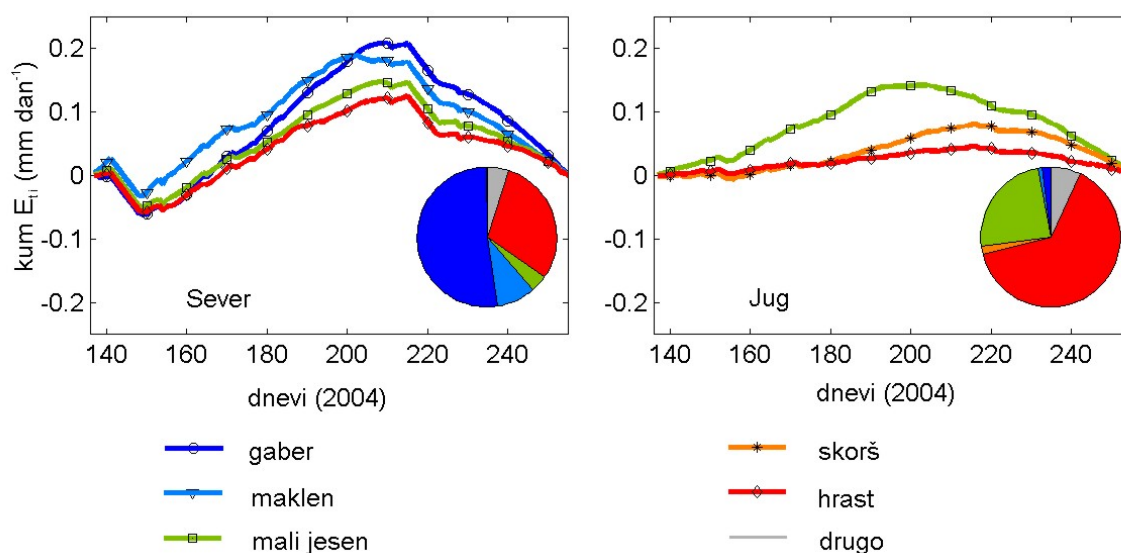 kum E_ti (mm dan⁻¹)
0.2
0.1
0
-0.1
-0.2
Sever
140 160 180 200 220 240
dnevi (2004)
0.2
0.1
0
-0.1
-0.2
Jug
140 160 180 200 220 240
dnevi (2004)
gaber
maklen
mali jesen
skorš
hrast
drugo